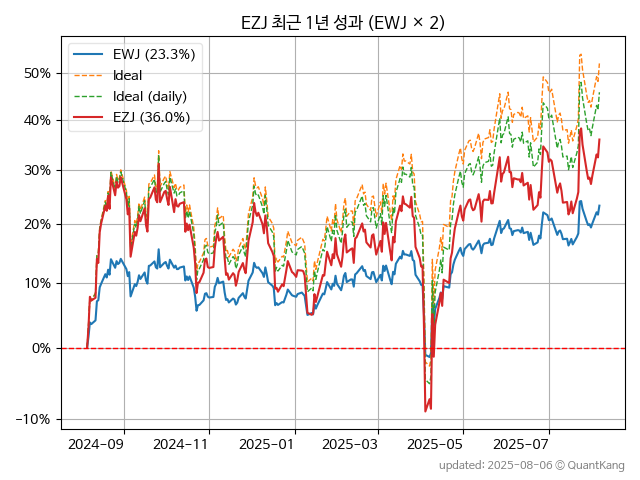 EZJ 최근 1년 성과 (EWJ × 2)
EWJ (23.3%)
Ideal
Ideal (daily)
EZJ (36.0%)
50%
40%
30%
20%
10%
0%
−10%
2024−09
2024−11
2025−01
2025−03
2025−05
2025−07
updated: 2025-08-06 © QuantKang